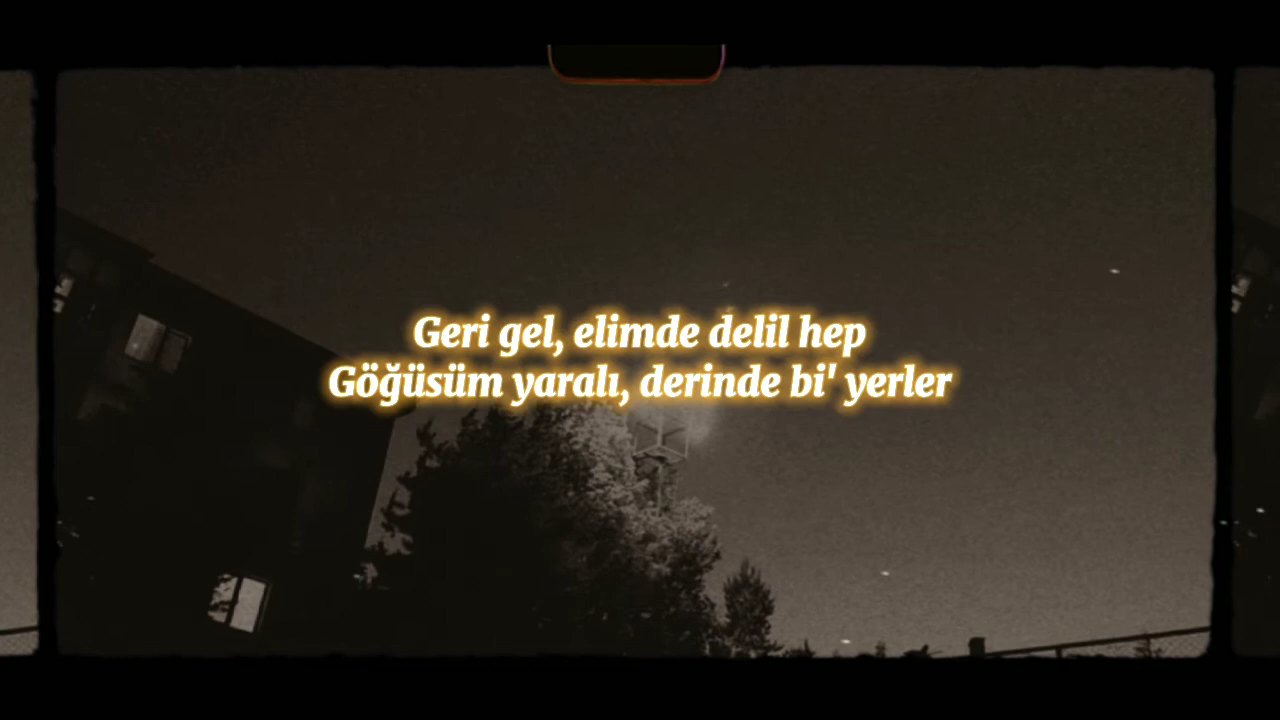 Geri gel, elimde delil hep
Göğüsüm yaralı, derinde bi' yerler